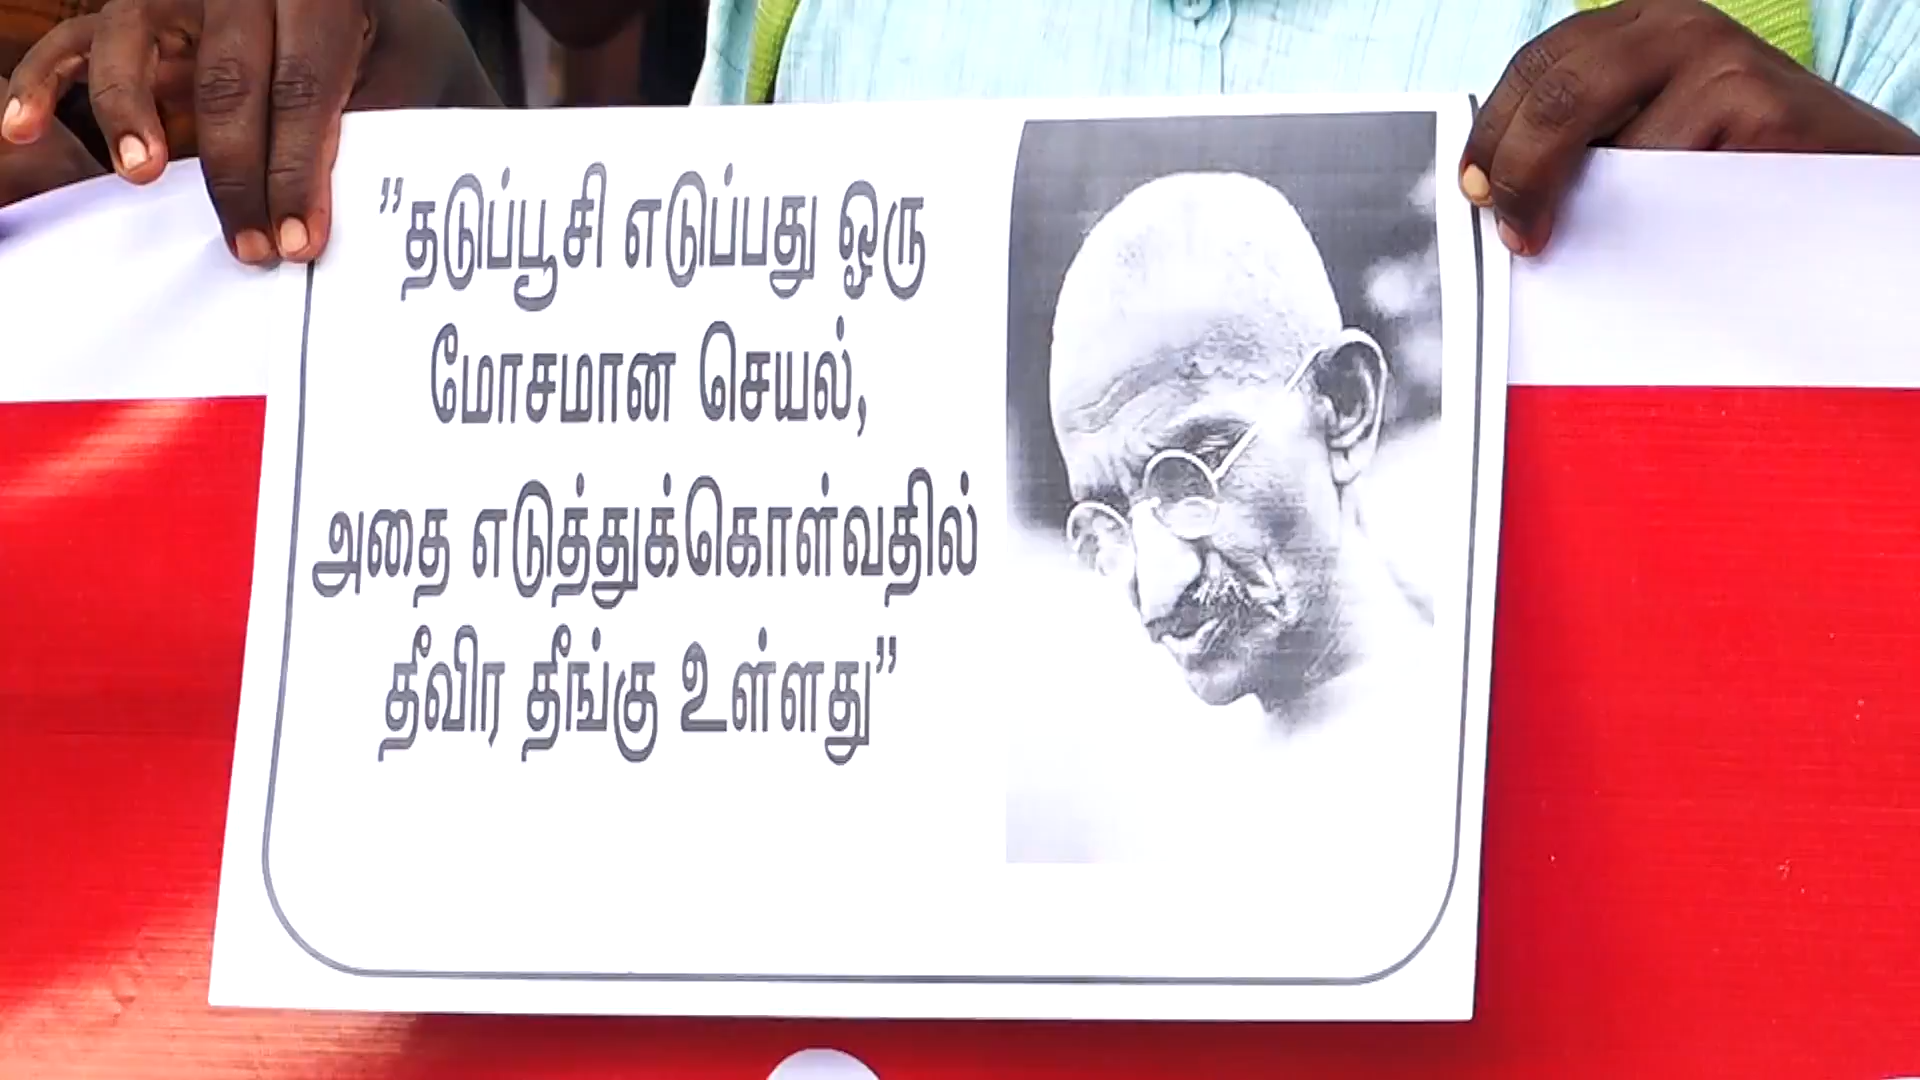 ”தடுப்பூசி எடுப்பது ஒரு
மோசமான செயல்,
அதை எடுத்துக்கொள்வதில்
தீவிர தீங்கு உள்ளது”